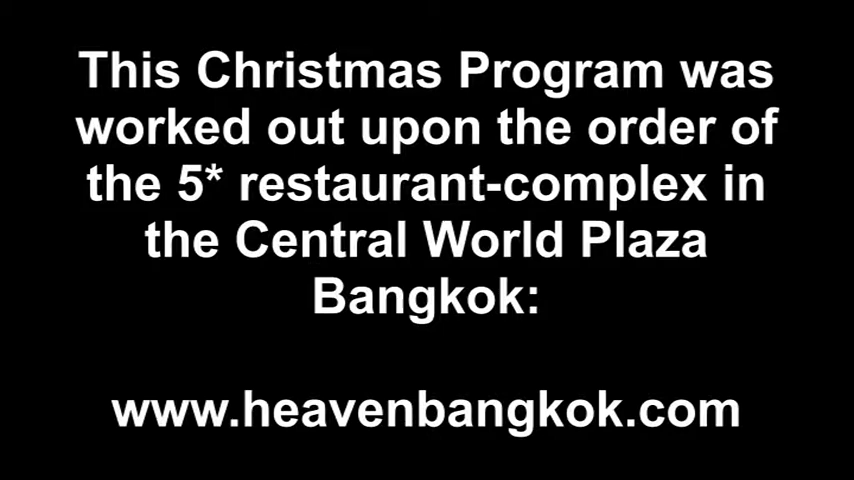 This Christmas Program was
worked out upon the order of
the 5* restaurant-complex in
the Central World Plaza
Bangkok:
www.heavenbangkok.com